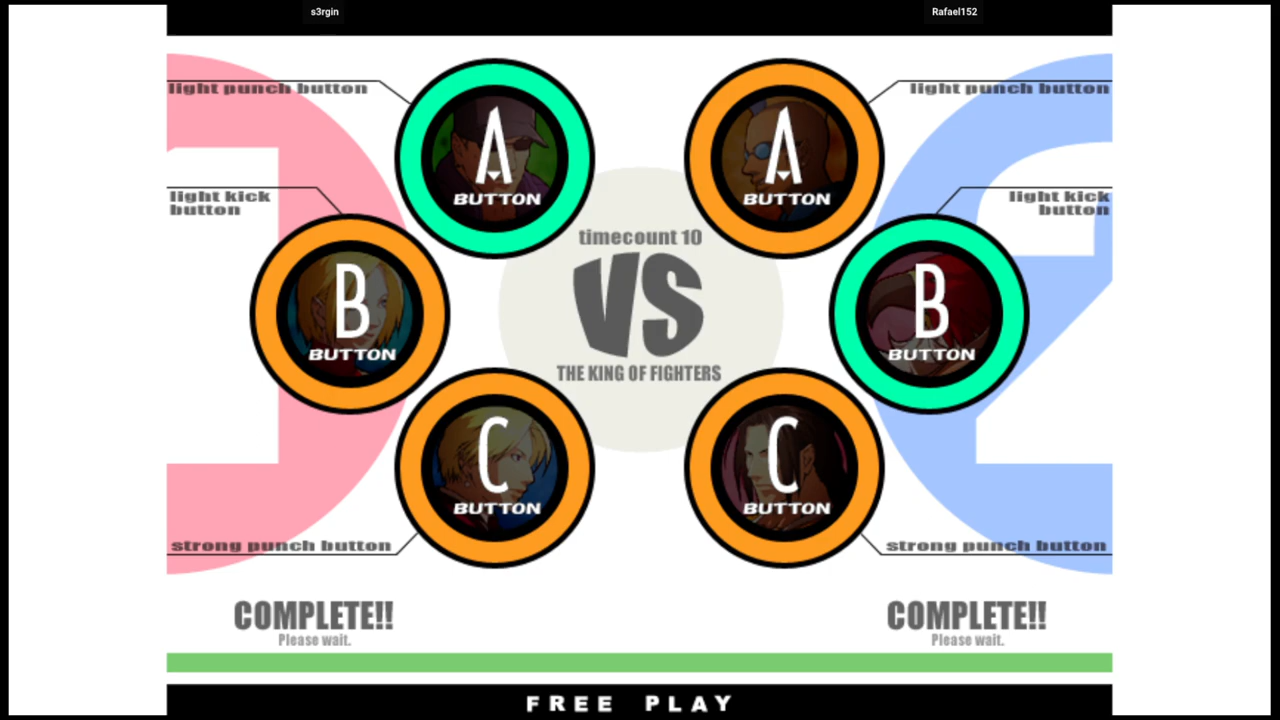 s3rgin
Rafael152
light punch button
A
BUTTON
A
BUTTON
light punch button
light kick
button
light kick
button
timecount 10
VS
THE KING OF FIGHTERS
B
BUTTON
B
BUTTON
C
BUTTON
C
BUTTON
strong punch button
strong punch button
COMPLETE!!
Please wait.
COMPLETE!!
Please wait.
FREE PLAY
1
2